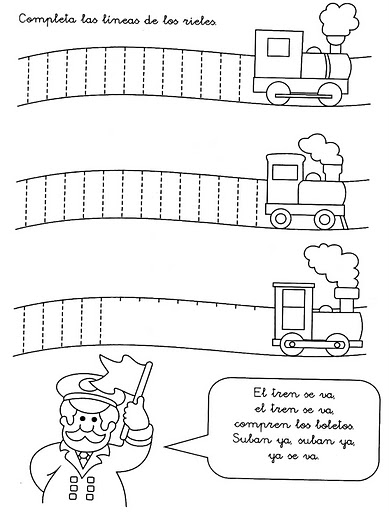 Completa las líneas de los rieles.
El tren se va,
el tren se va,
compren los boletos.
Suban ya, suban ya,
ya se va.